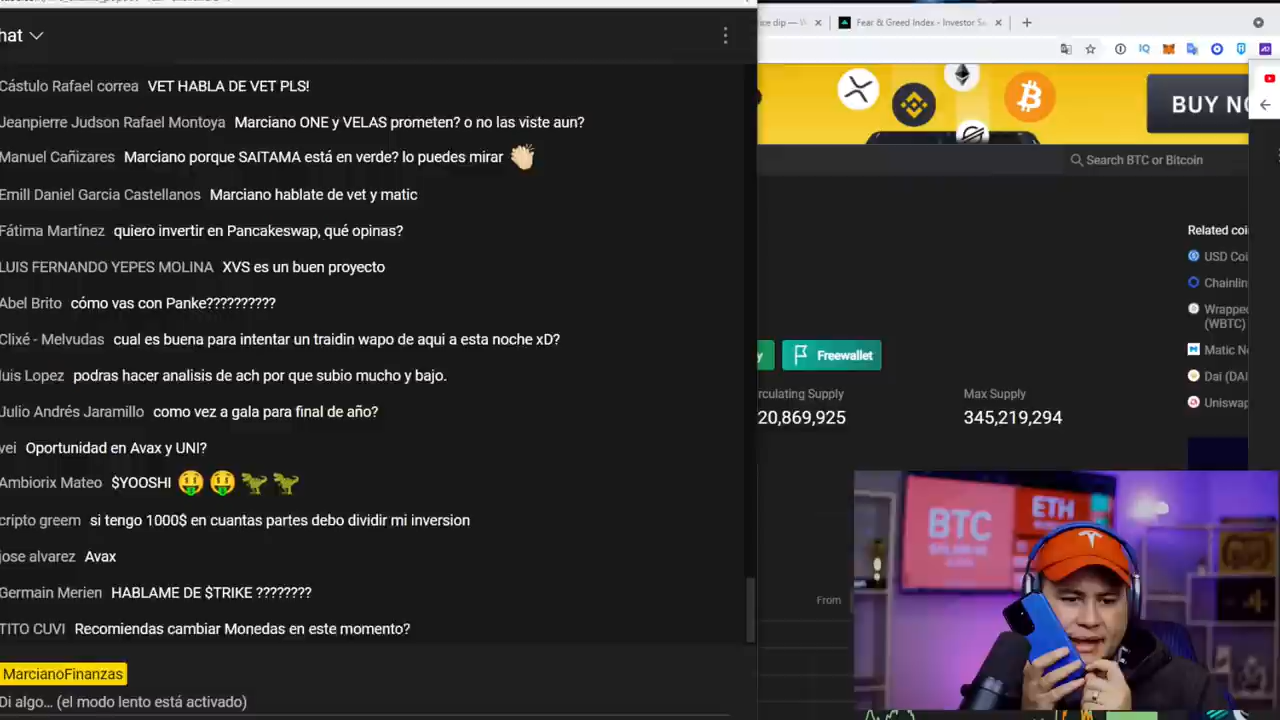 hat
Cástulo Rafael correa VET HABLA DE VET PLS!
Jeanpierre Judson Rafael Montoya Marciano ONE y VELAS prometen? o no las viste aun?
Manuel Cañizares Marciano porque SAITAMA está en verde? lo puedes mirar
Emill Daniel Garcia Castellanos Marciano hablate de vet y matic
Fátima Martínez quiero invertir en Pancakeswap, qué opinas?
LUIS FERNANDO YEPES MOLINA XVS es un buen proyecto
Abel Brito cómo vas con Panke??????????
Clixé - Melvudas cual es buena para intentar un traidin wapo de aqui a esta noche xD?
luis Lopez podras hacer analisis de ach por que subio mucho y bajo.
Julio Andrés Jaramillo como vez a gala para final de año?
vei Oportunidad en Avax y UNI?
Ambiorix Mateo $YOOSHI
cripto greem si tengo 1000$ en cuantas partes debo dividir mi inversion
jose alvarez Avax
Germain Merien HABLAME DE $TRIKE ????????
TITO CUVI Recomiendas cambiar Monedas en este momento?
MarcianoFinanzas
Di algo... (el modo lento está activado)
ice dip —
Fear & Greed Index - Investor Se
IQ
BUY NO
Search BTC or Bitcoin
Related coi
USD Coi
Chainlin
Wrapped
(WBTC)
Matic Ne
Dai (DAI
Uniswap
y
Freewallet
rculating Supply
Max Supply
20,869,925
345,219,294
From
BTC
ETH